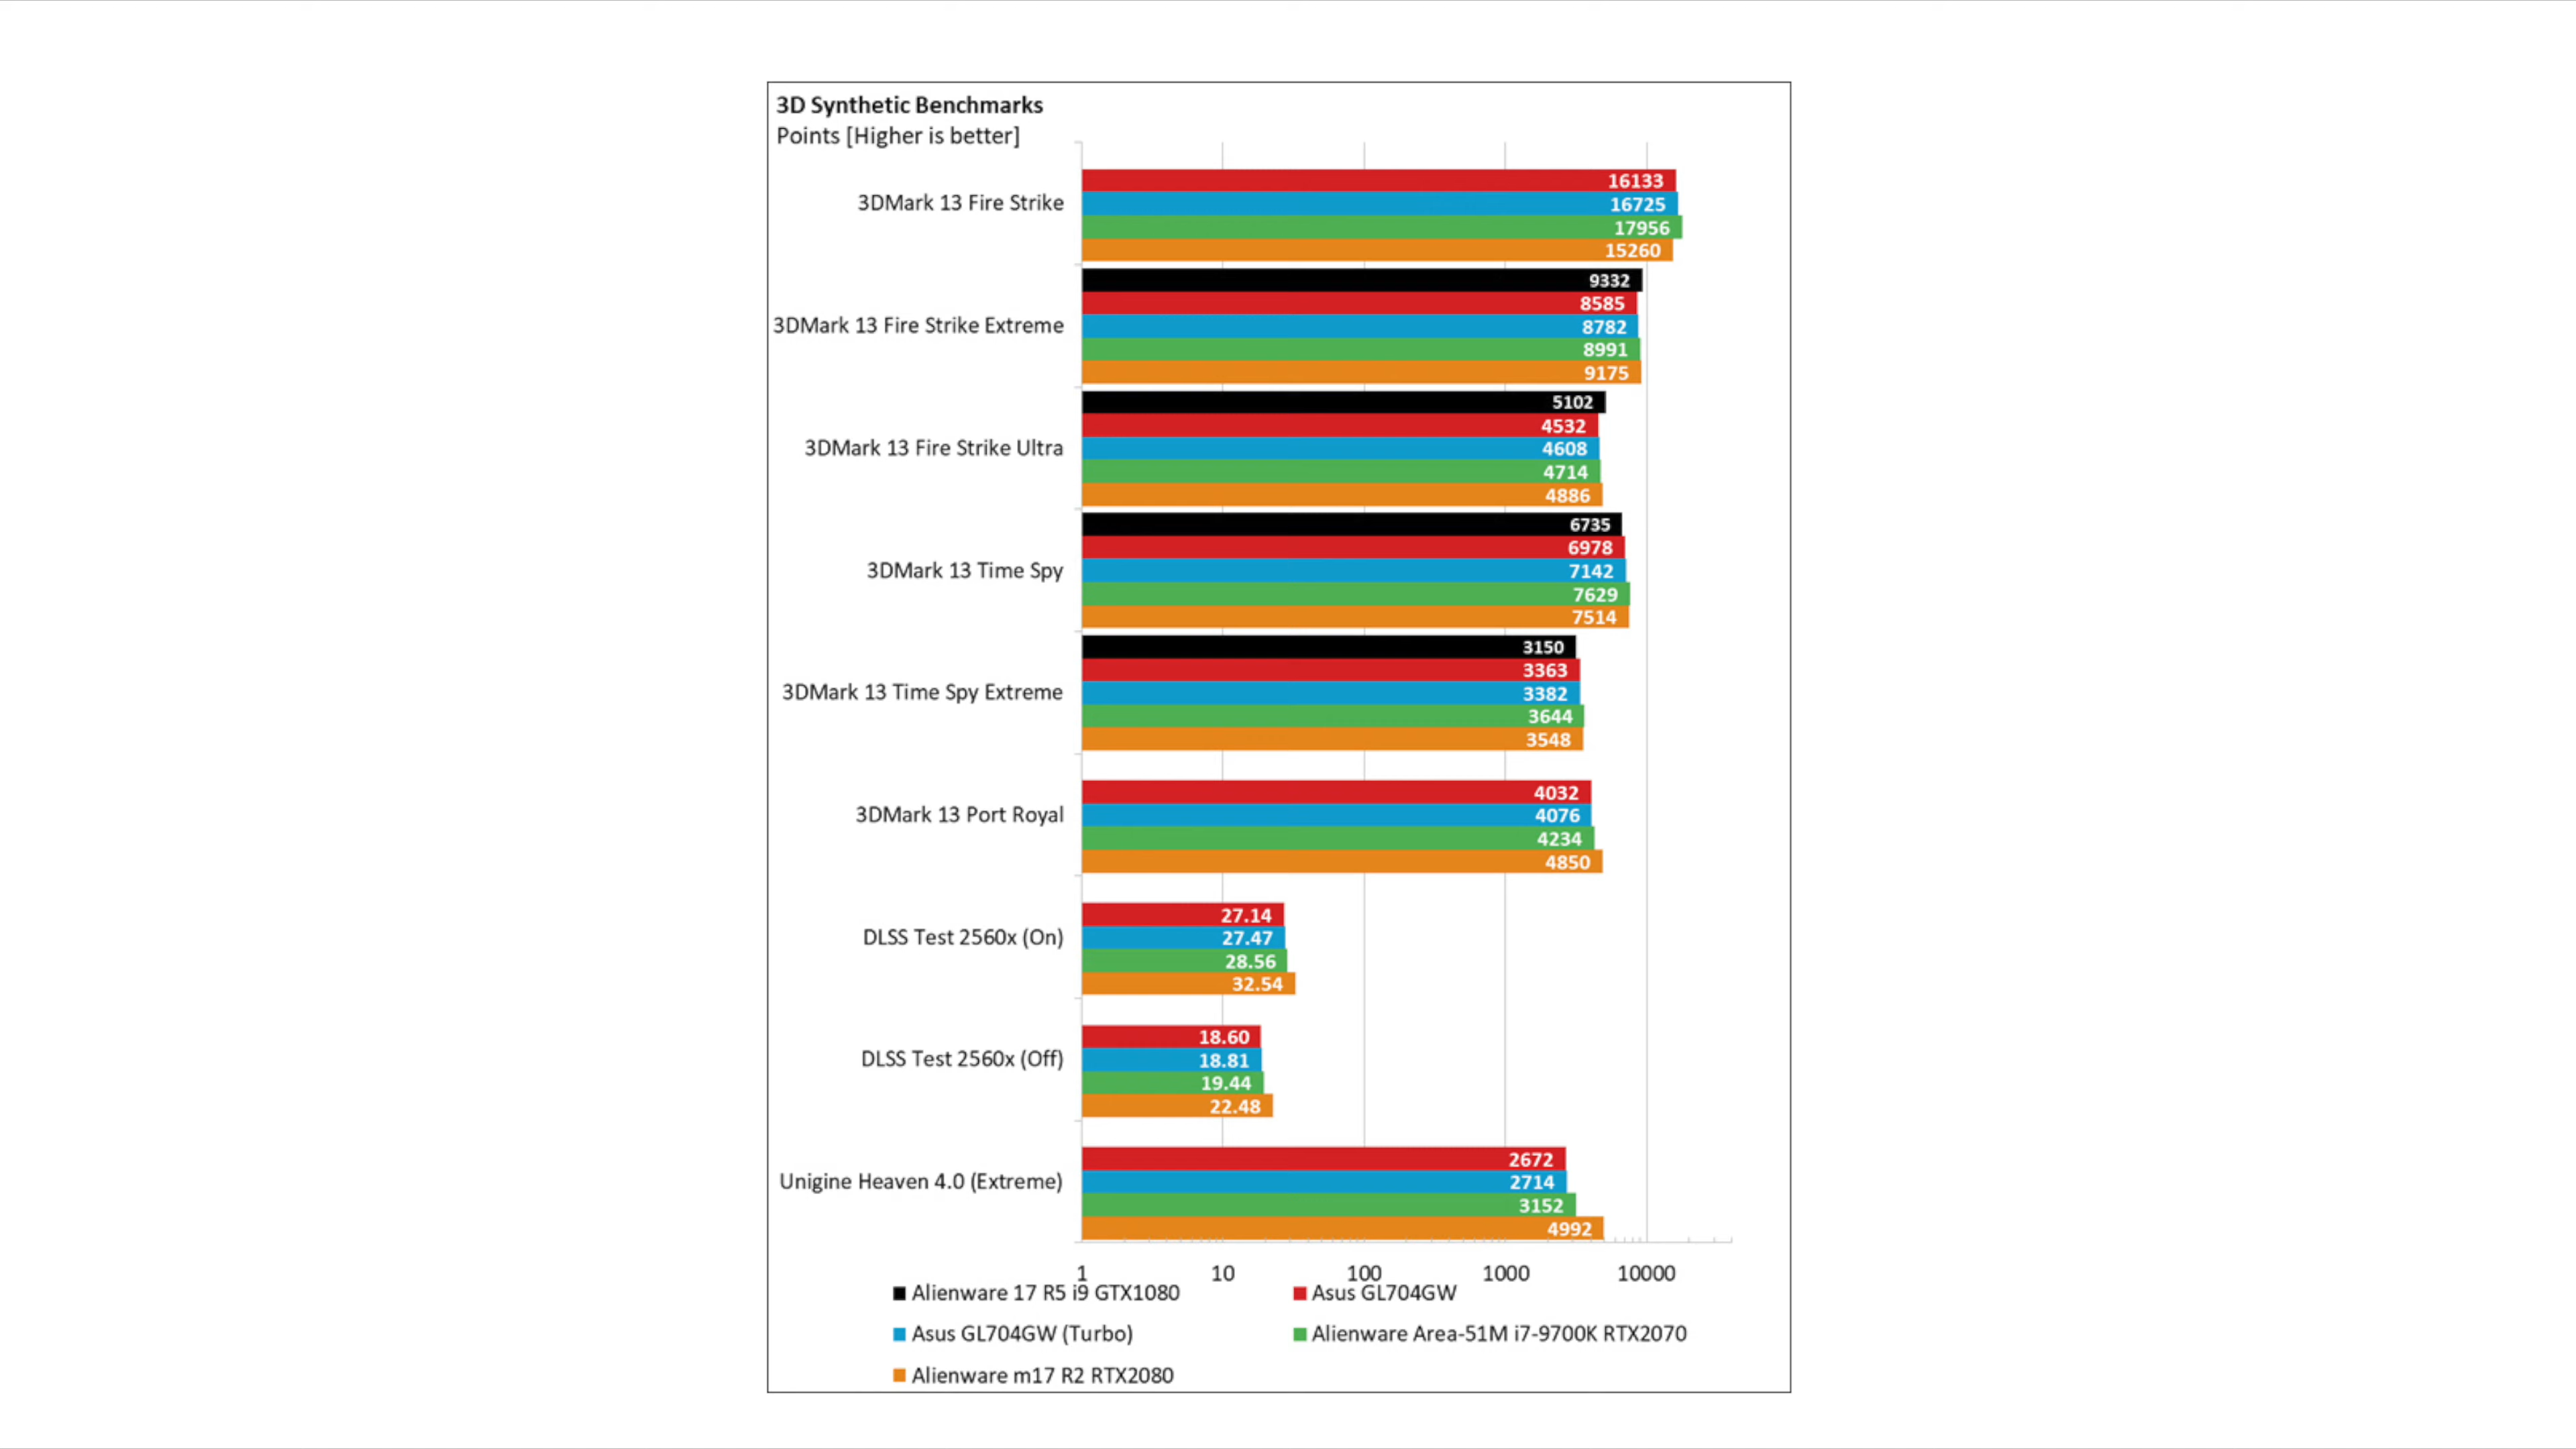 3D Synthetic Benchmarks
Points [Higher is better]
3DMark 13 Fire Strike
16133
16725
17956
15260
3DMark 13 Fire Strike Extreme
9332
8585
8782
8991
9175
3DMark 13 Fire Strike Ultra
5102
4532
4608
4714
4886
3DMark 13 Time Spy
6735
6978
7142
7629
7514
3DMark 13 Time Spy Extreme
3150
3363
3382
3644
3548
3DMark 13 Port Royal
4032
4076
4234
4850
DLSS Test 2560x (On)
27.14
27.47
28.56
32.54
DLSS Test 2560x (Off)
18.60
18.81
19.44
22.48
Unigine Heaven 4.0 (Extreme)
2672
2714
3152
4992
1 10 100 1000 10000
Alienware 17 R5 i9 GTX1080 Asus GL704GW
Asus GL704GW (Turbo) Alienware Area-51M i7-9700K RTX2070
Alienware m17 R2 RTX2080